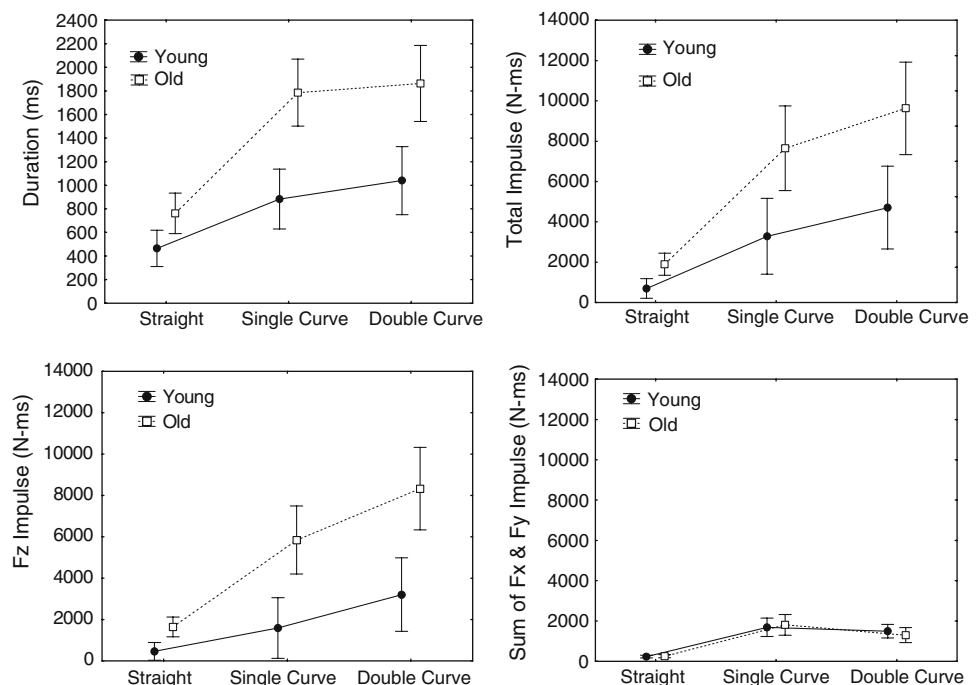 Duration (ms)
2400
2200
2000
1800
1600
1400
1200
1000
800
600
400
200
0
Young
Old
Straight Single Curve Double Curve
Total Impulse (N-ms)
14000
12000
10000
8000
6000
4000
2000
0
Young
Old
Straight Single Curve Double Curve
Fz Impulse (N-ms)
14000
12000
10000
8000
6000
4000
2000
0
Young
Old
Straight Single Curve Double Curve
Sum of Fx & Fy Impulse (N-ms)
14000
12000
10000
8000
6000
4000
2000
0
Young
Old
Straight Single Curve Double Curve